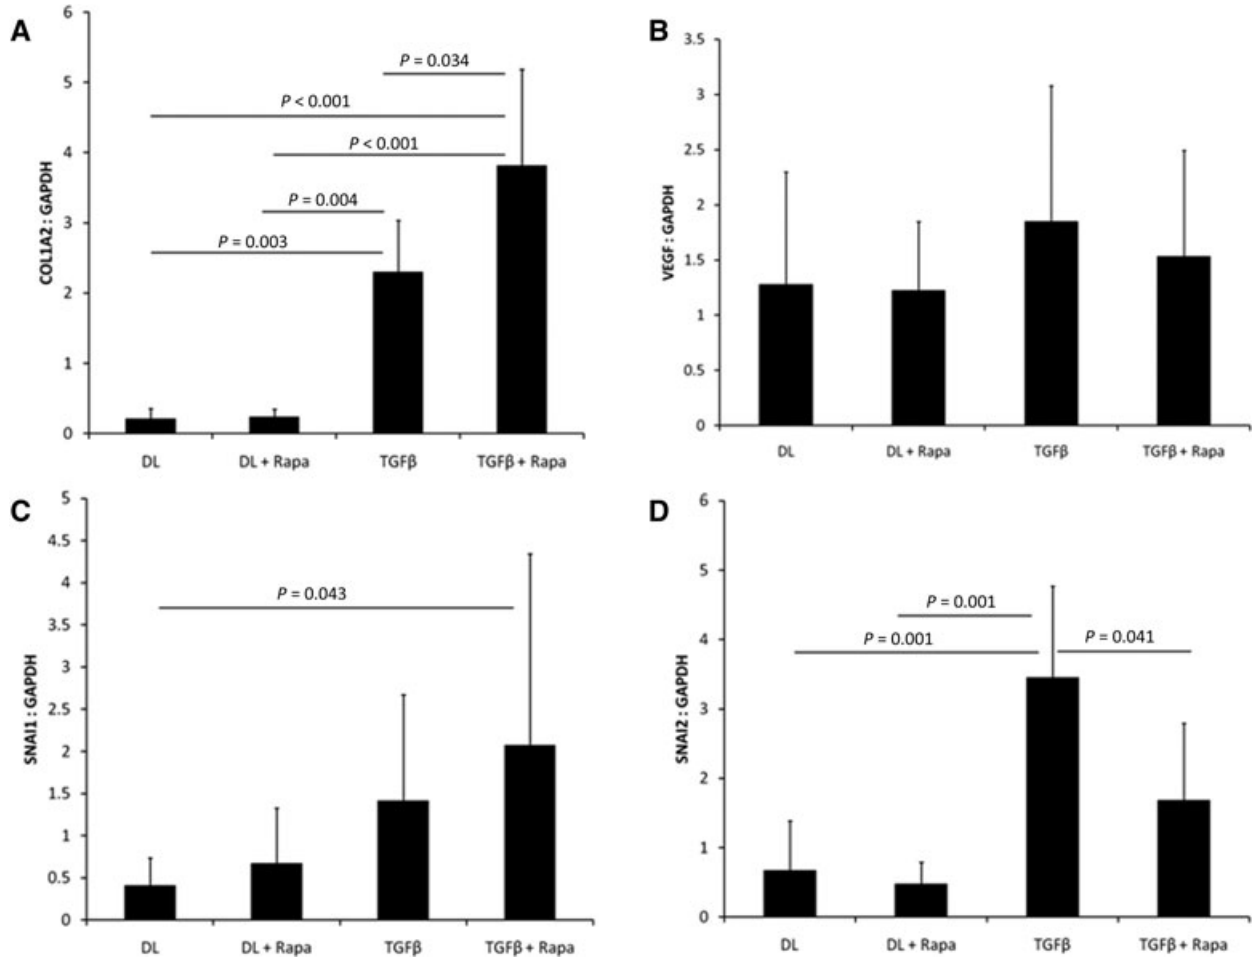 A
6
5
4
3
2
1
0
COL1A2 : GAPDH
P = 0.034
P < 0.001
P < 0.001
P = 0.004
P = 0.003
DL
DL + Rapa
TGFβ
TGFβ + Rapa
B
3.5
3
2.5
2
1.5
1
0.5
0
VEGF : GAPDH
DL
DL + Rapa
TGFβ
TGFβ + Rapa
C
5
4.5
4
3.5
3
2.5
2
1.5
1
0.5
0
SNAI1 : GAPDH
P = 0.043
DL
DL + Rapa
TGFβ
TGFβ + Rapa
D
6
5
4
3
2
1
0
SNAI2 : GAPDH
P = 0.001
P = 0.001
P = 0.041
DL
DL + Rapa
TGFβ
TGFβ + Rapa